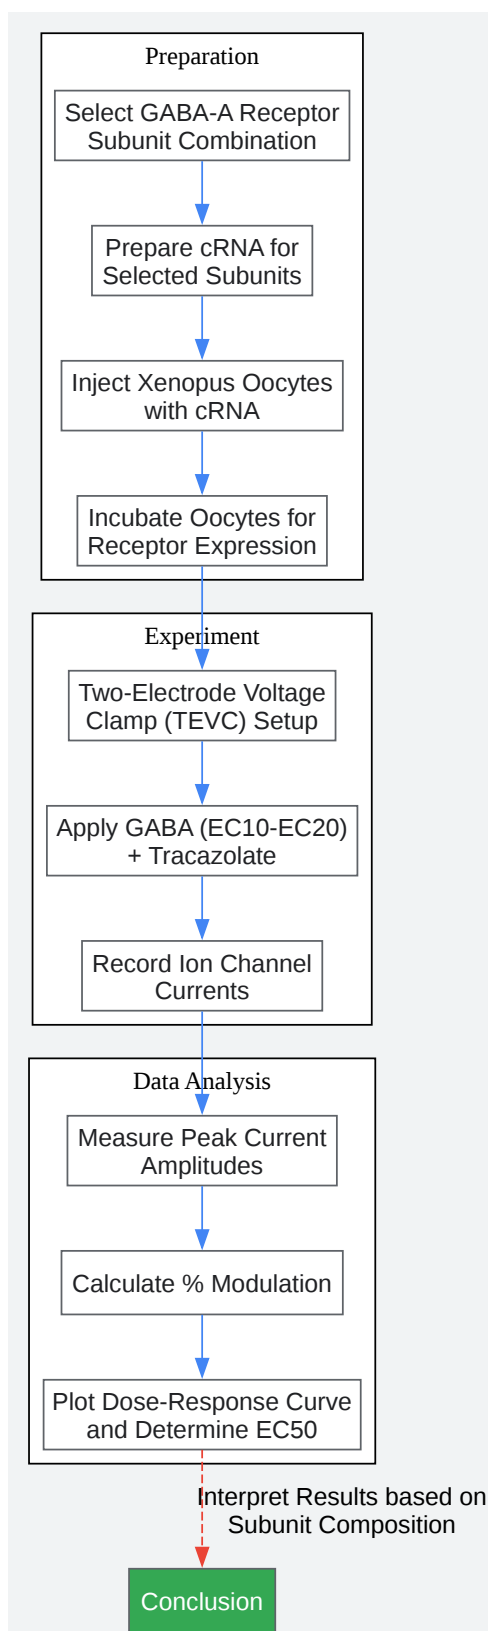 Preparation
Select GABA-A Receptor
Subunit Combination
Prepare cRNA for
Selected Subunits
Inject Xenopus Oocytes
with cRNA
Incubate Oocytes for
Receptor Expression
Experiment
Two-Electrode Voltage
Clamp (TEVC) Setup
Apply GABA (EC10-EC20)
+ Tracazolate
Record Ion Channel
Currents
Data Analysis
Measure Peak Current
Amplitudes
Calculate % Modulation
Plot Dose-Response Curve
and Determine EC50
Interpret Results based on
Subunit Composition
Conclusion